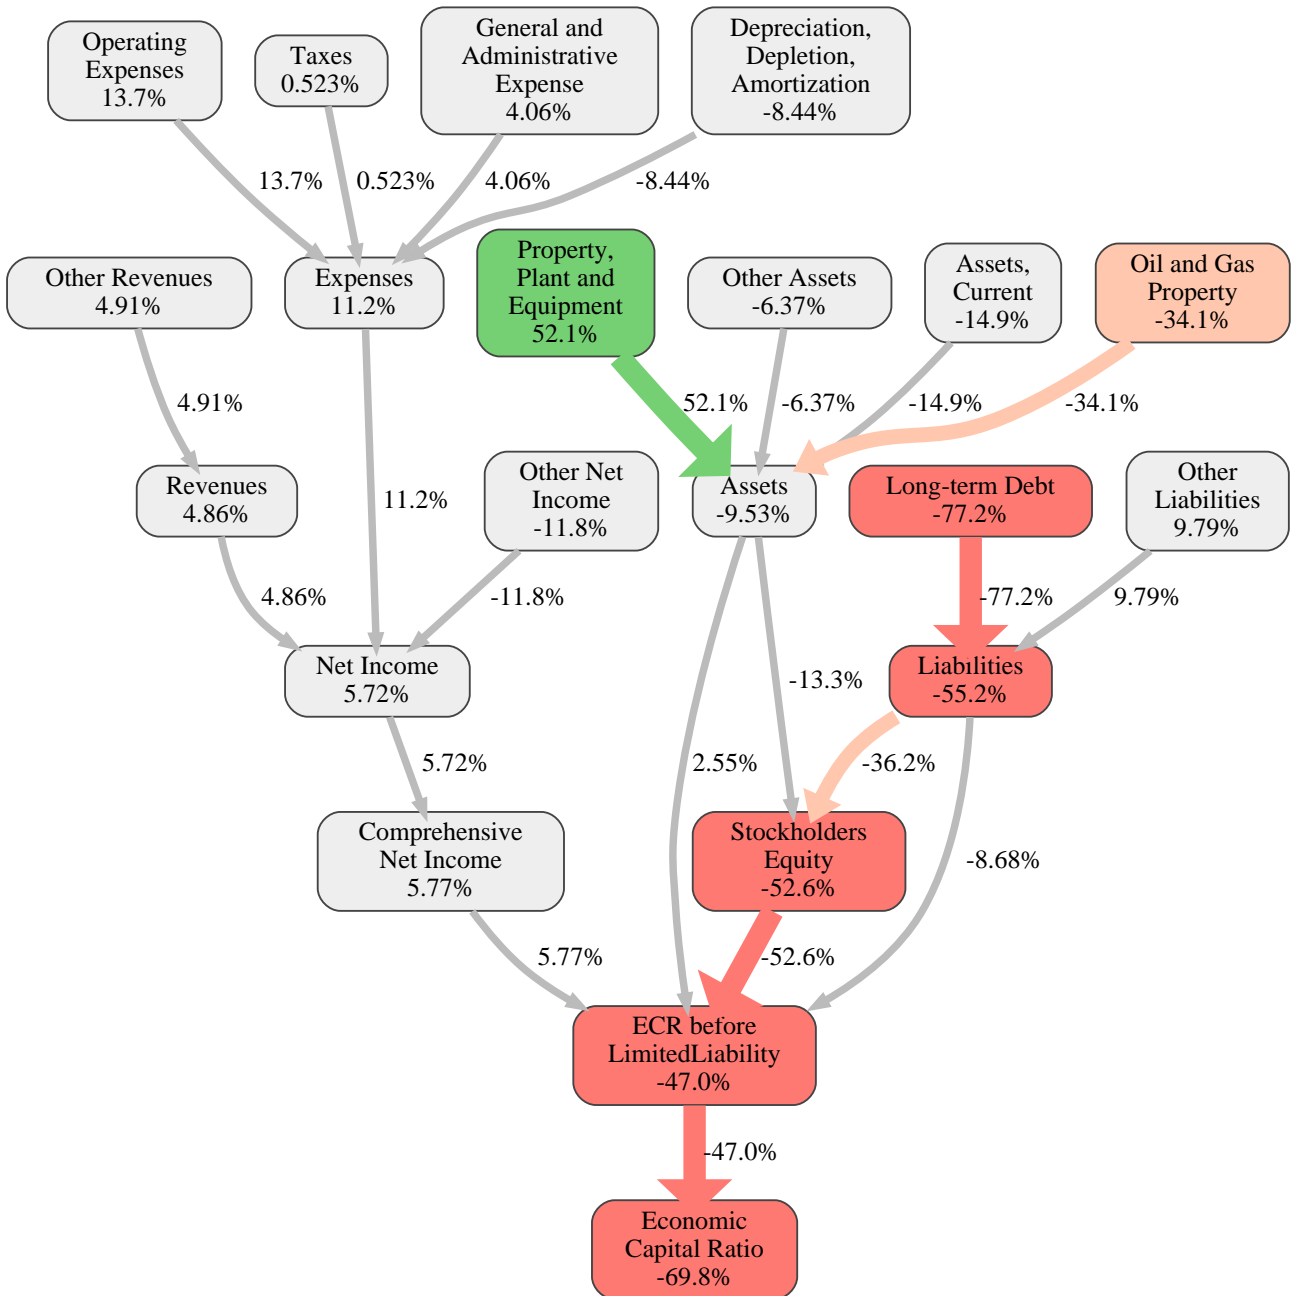 Operating
Expenses
13.7%
Taxes
0.523%
General and
Administrative
Expense
4.06%
Depreciation,
Depletion,
Amortization
-8.44%
13.7%
0.523%
4.06%
-8.44%
Other Revenues
4.91%
Expenses
11.2%
Property,
Plant and
Equipment
52.1%
Other Assets
-6.37%
Assets,
Current
-14.9%
Oil and Gas
Property
-34.1%
4.91%
52.1%
-6.37%
-14.9%
-34.1%
Revenues
4.86%
11.2%
Other Net
Income
-11.8%
Assets
-9.53%
Long-term Debt
-77.2%
Other
Liabilities
9.79%
4.86%
-11.8%
-77.2%
9.79%
Net Income
5.72%
-13.3%
Liabilities
-55.2%
5.72%
2.55%
-36.2%
Comprehensive
Net Income
5.77%
Stockholders
Equity
-52.6%
-8.68%
5.77%
-52.6%
ECR before
LimitedLiability
-47.0%
-47.0%
Economic
Capital Ratio
-69.8%